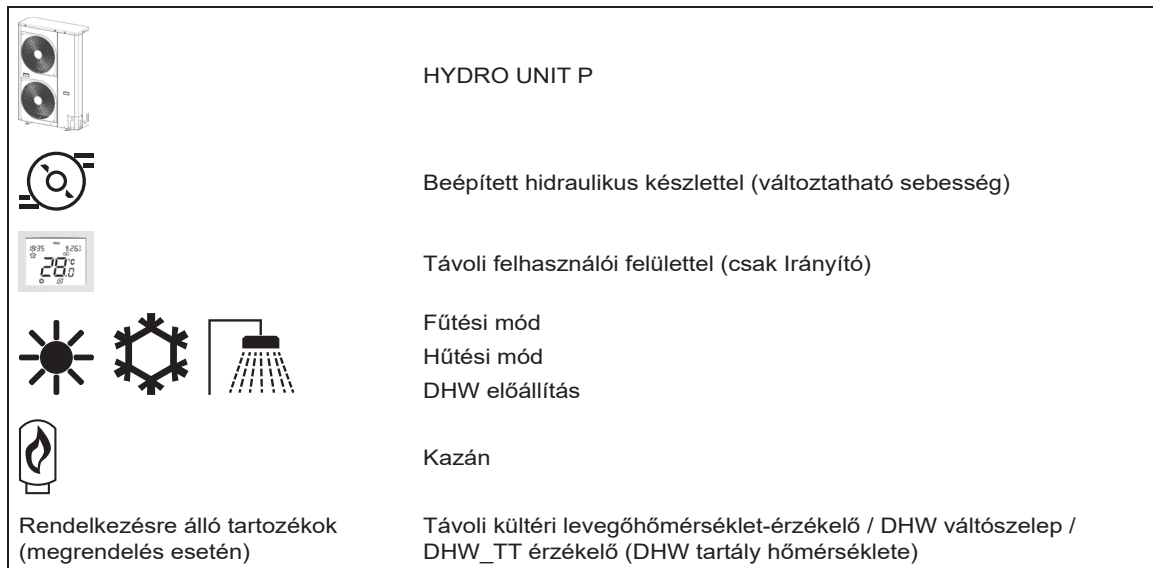 HYDRO UNIT P
Beépített hidraulikus készlettel (változtatható sebesség)
Távoli felhasználói felülettel (csak Irányító)
Fűtési mód
Hűtési mód
DHW előállítás
Kazán
Rendelkezésre álló tartozékok
(megrendelés esetén)
Távoli kültéri levegőhőmérséklet-érzékelő / DHW váltószelep /
DHW_TT érzékelő (DHW tartály hőmérséklete)